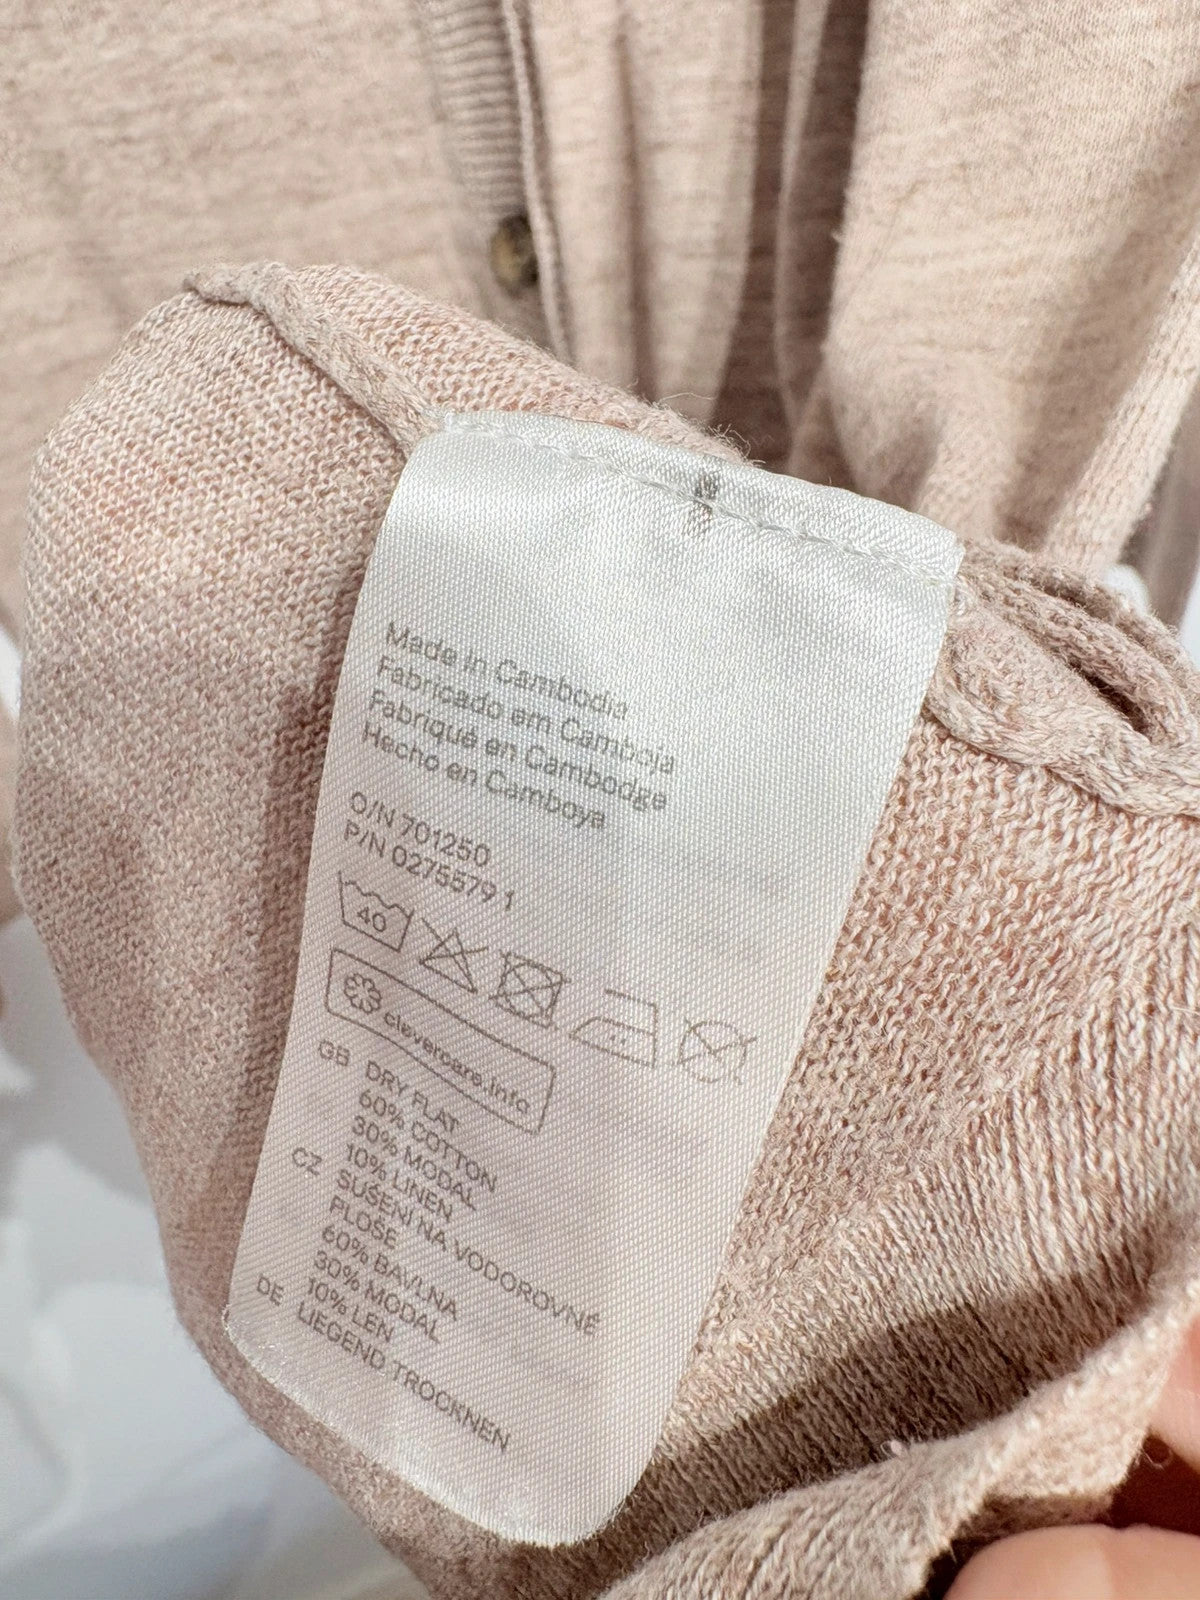 Made in Cambodia
Fabricado em Camboja
Fabriqué en Cambodge
Hecho en Camboya
O/N 701250
P/N 0275579 1
40
clevercare.info
GB DRY FLAT
60% COTTON
30% MODAL
10% LINEN
CZ SUŠENÍ NA VODOROVNÉ
PLOŠE
60% BAVLNA
30% MODAL
10% LEN
DE LIEGEND TROCKNEN